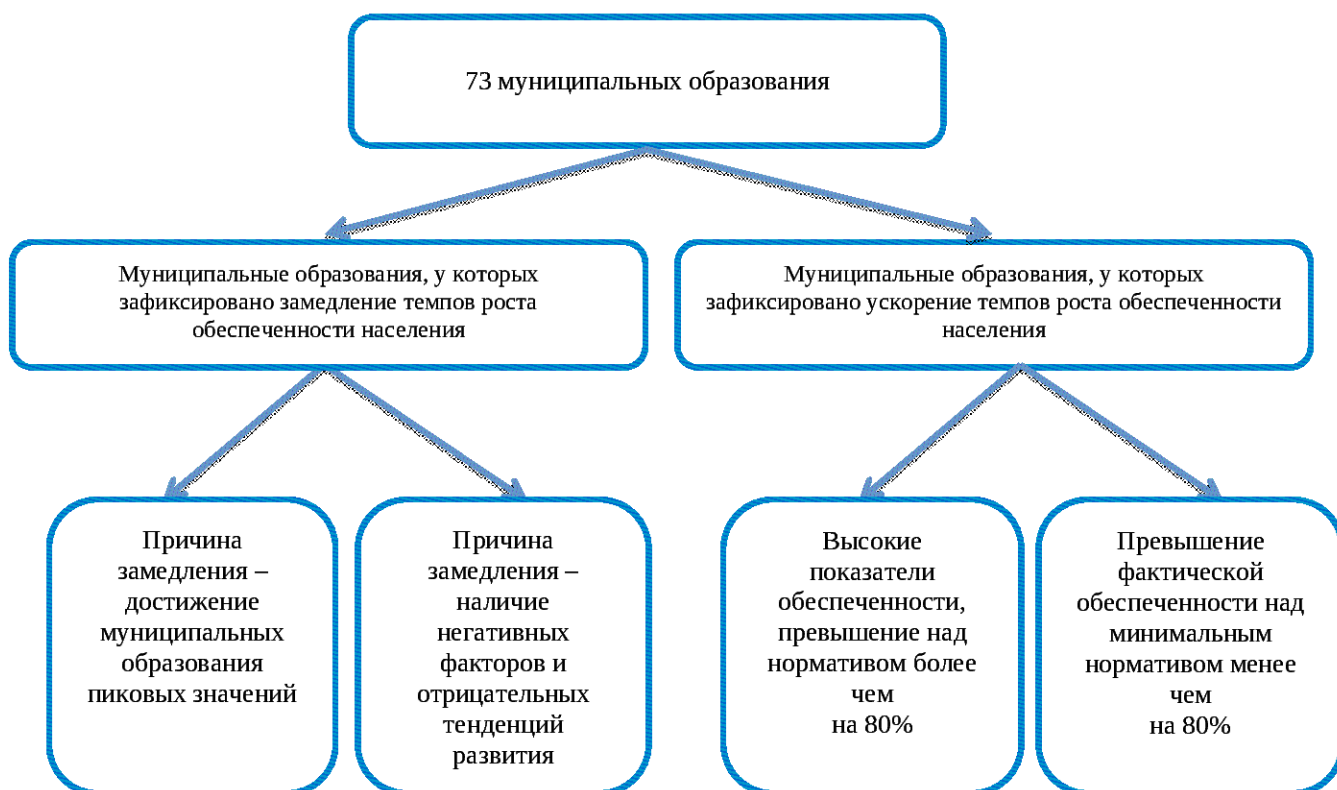 73 муниципальных образования
Муниципальные образования, у которых
зафиксировано замедление темпов роста
обеспеченности населения
Муниципальные образования, у которых
зафиксировано ускорение темпов роста обеспеченности
населения
Причина
замедления –
достижение
муниципальных
образования
пиковых значений
Причина
замедления –
наличие
негативных
факторов и
отрицательных
тенденций
развития
Высокие
показатели
обеспеченности,
превышение над
нормативом более
чем
на 80%
Превышение
фактической
обеспеченности над
минимальным
нормативом менее
чем
на 80%